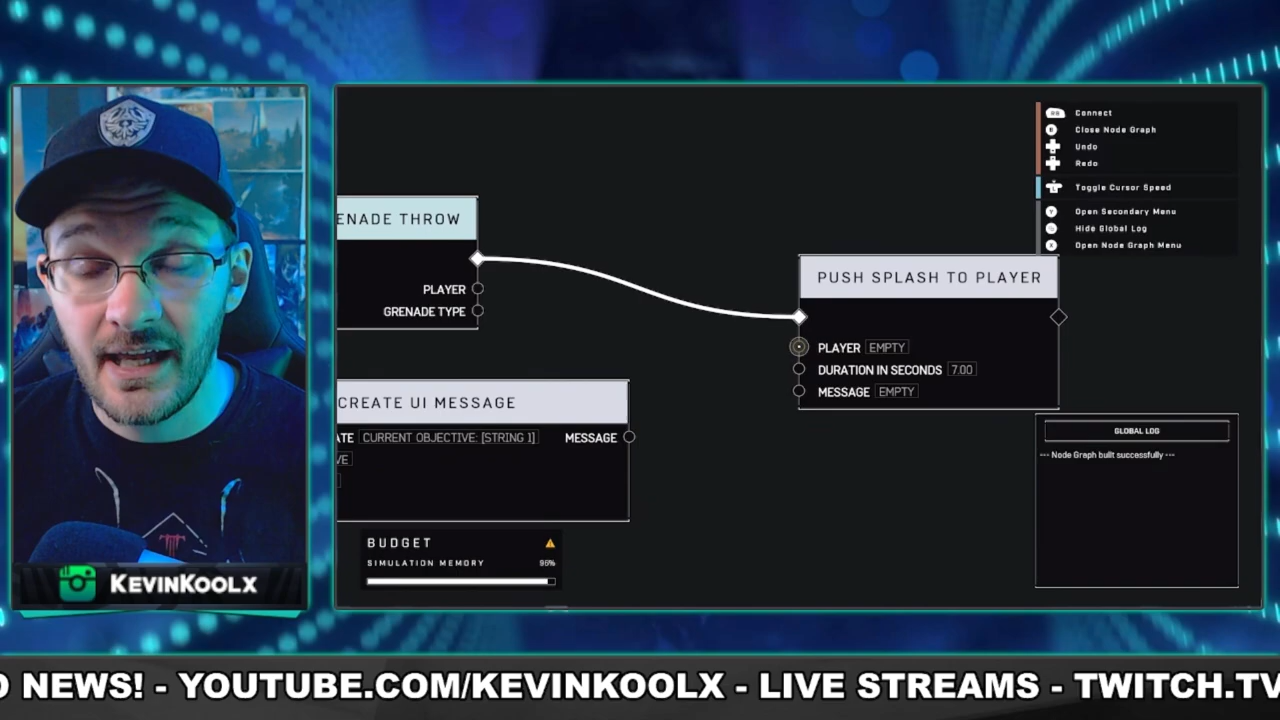 ENADE THROW
PLAYER
GRENADE TYPE
CREATE UI MESSAGE
ATE CURRENT OBJECTIVE: [STRING 1] MESSAGE
VE
BUDGET
SIMULATION MEMORY 96%
PUSH SPLASH TO PLAYER
PLAYER EMPTY
DURATION IN SECONDS 7.00
MESSAGE EMPTY
RB Connect
B Close Node Graph
Undo
Redo
Toggle Cursor Speed
Y Open Secondary Menu
Hide Global Log
X Open Node Graph Menu
GLOBAL LOG
--- Node Graph built successfully ---
KEVINKOOLX
O NEWS! - YOUTUBE.COM/KEVINKOOLX - LIVE STREAMS - TWITCH.TV